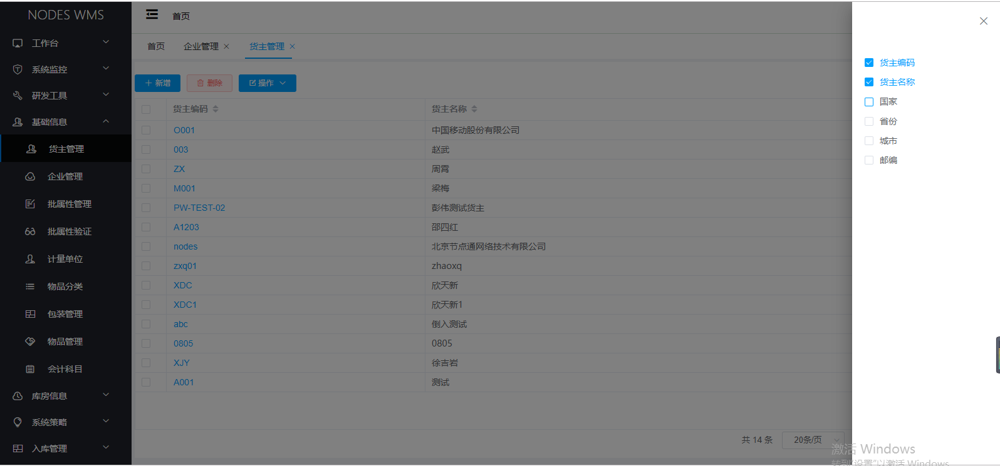 NODES WMS
工作台
系统监控
研发工具
基础信息
货主管理
企业管理
批属性管理
批属性验证
计量单位
物品分类
包装管理
物品管理
会计科目
库房信息
系统策略
入库管理
首页
首页 企业管理 货主管理
新增 删除 操作
货主编码 货主名称
O001 中国移动股份有限公司
003 赵武
ZX 周霄
M001 梁梅
PW-TEST-02 彭伟测试货主
A1203 邵四红
nodes 北京节点通网络技术有限公司
zxq01 zhaoxq
XDC 欣天新
XDC1 欣天新1
abc 倒入测试
0805 0805
XJY 徐吉岩
A001 测试
共 14 条 20条/页
货主编码
货主名称
国家
省份
城市
邮编
激活 Windows
转到"设置"以激活 Windows